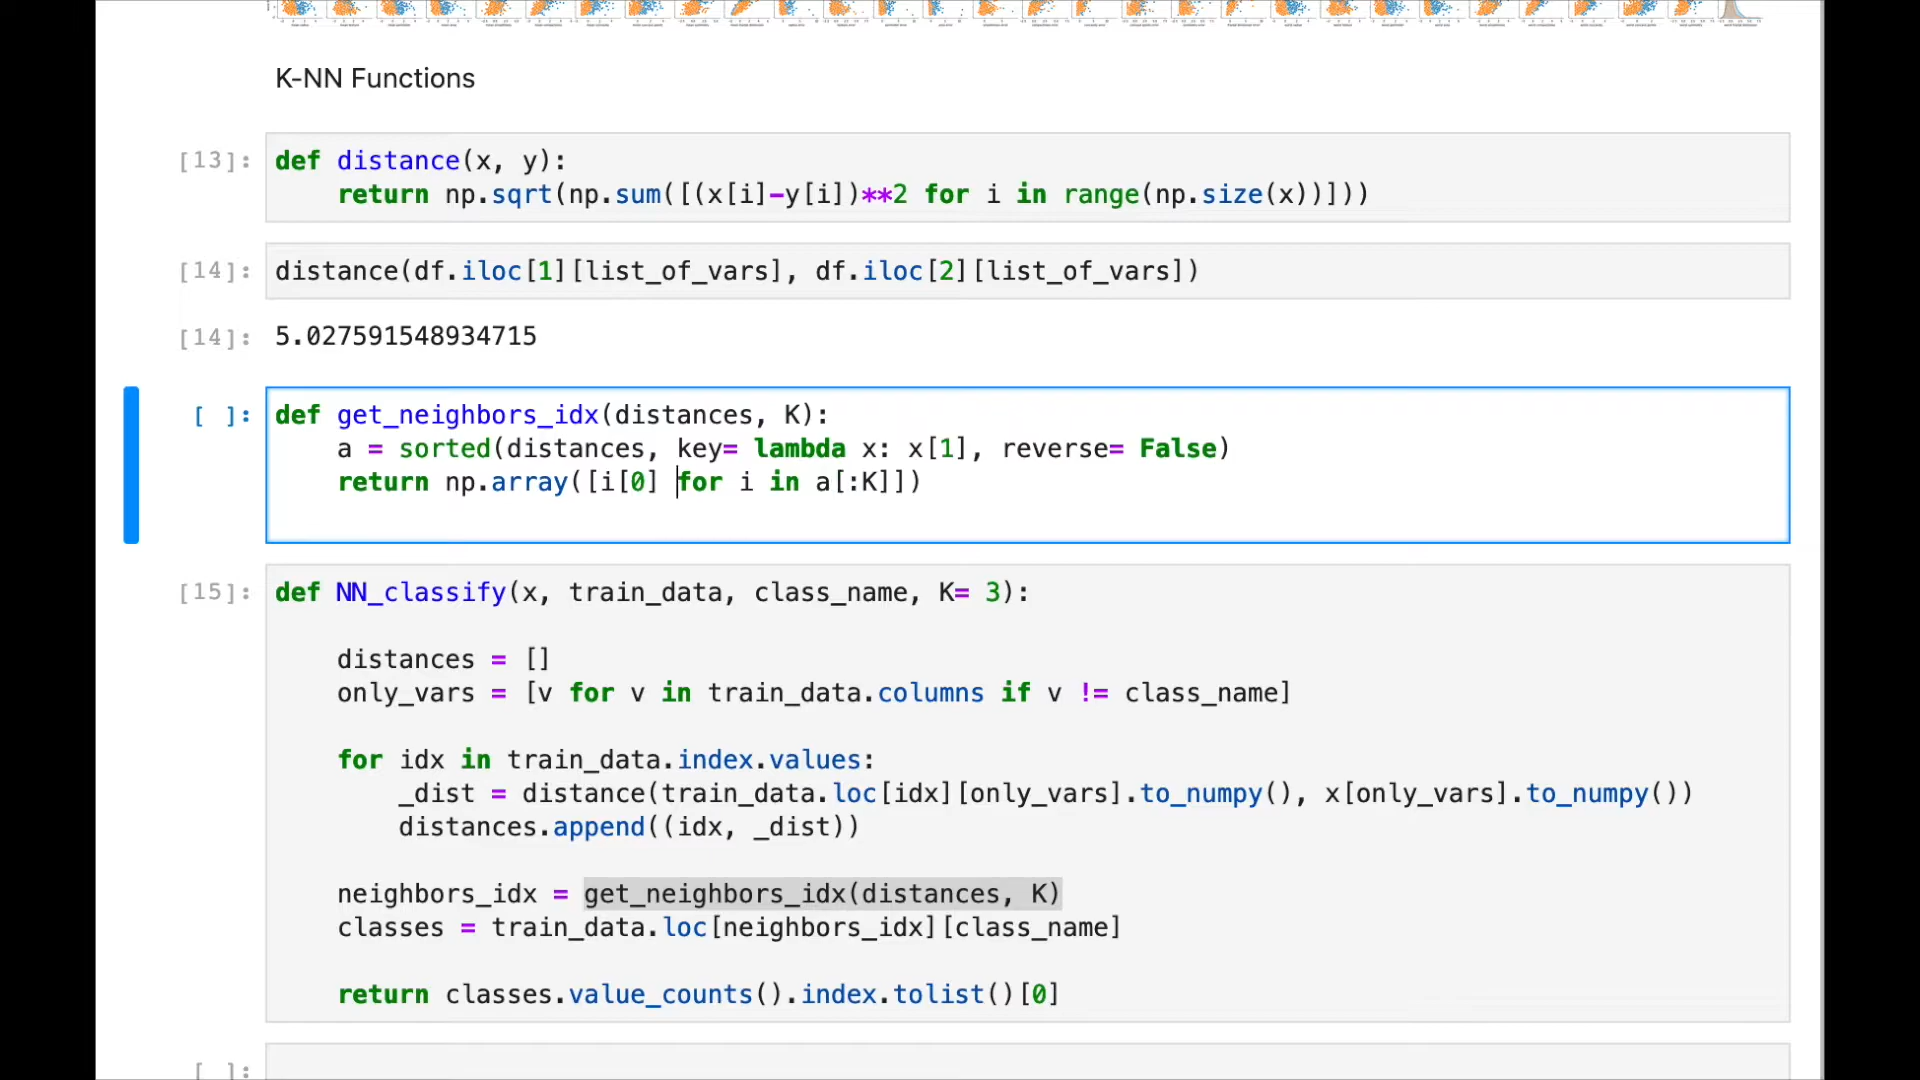 K-NN Functions
[13]: def distance(x, y):
return np.sqrt(np.sum([(x[i]-y[i])**2 for i in range(np.size(x))]))
[14]: distance(df.iloc[1][list_of_vars], df.iloc[2][list_of_vars])
[14]: 5.027591548934715
[ ]: def get_neighbors_idx(distances, K):
a = sorted(distances, key= lambda x: x[1], reverse= False)
return np.array([i[0] for i in a[:K]])
[15]: def NN_classify(x, train_data, class_name, K= 3):
distances = []
only_vars = [v for v in train_data.columns if v != class_name]
for idx in train_data.index.values:
_dist = distance(train_data.loc[idx][only_vars].to_numpy(), x[only_vars].to_numpy())
distances.append((idx, _dist))
neighbors_idx = get_neighbors_idx(distances, K)
classes = train_data.loc[neighbors_idx][class_name]
return classes.value_counts().index.tolist()[0]
[ ]: